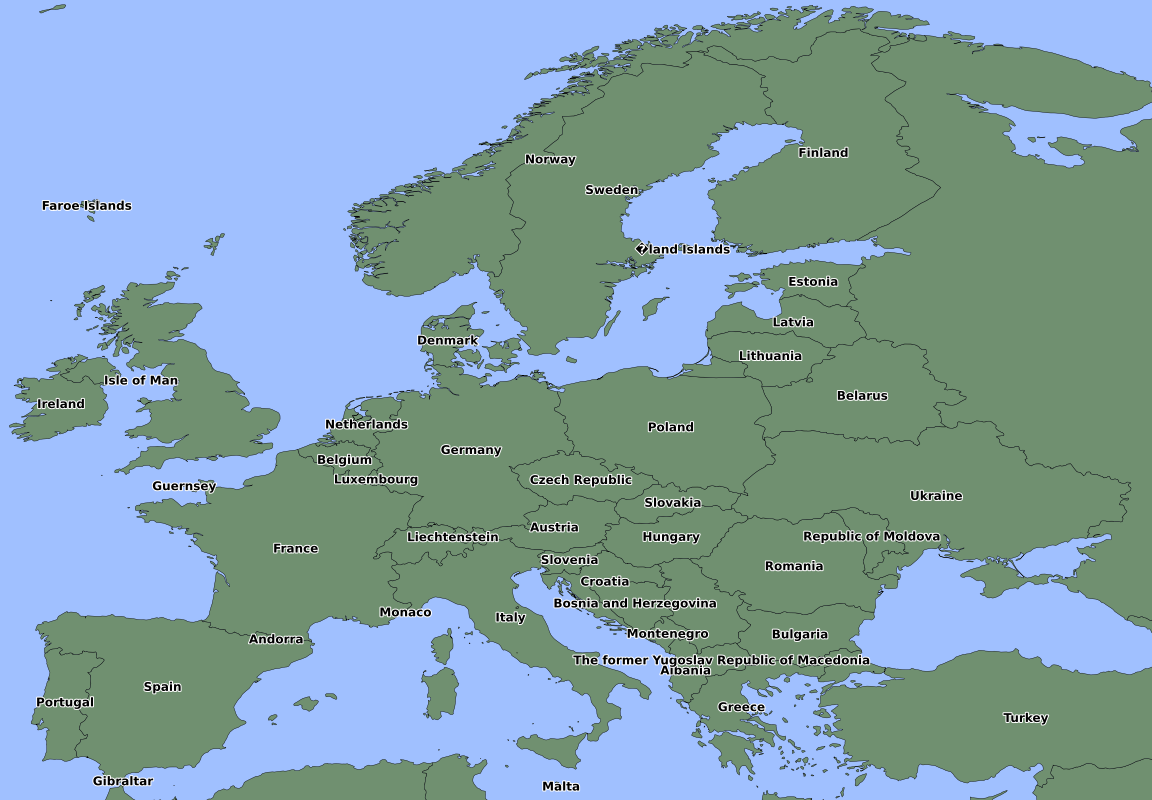 Norway
Finland
Sweden
Faroe Islands
�land Islands
Estonia
Latvia
Denmark
Lithuania
Isle of Man
Belarus
Ireland
Netherlands
Poland
Germany
Belgium
Luxembourg
Czech Republic
Guernsey
Ukraine
Slovakia
Austria
Liechtenstein
Hungary
Republic of Moldova
France
Slovenia
Romania
Croatia
Bosnia and Herzegovina
Monaco
Italy
Montenegro
Bulgaria
Andorra
The former Yugoslav Republic of Macedonia
Albania
Spain
Portugal
Greece
Turkey
Gibraltar
Malta